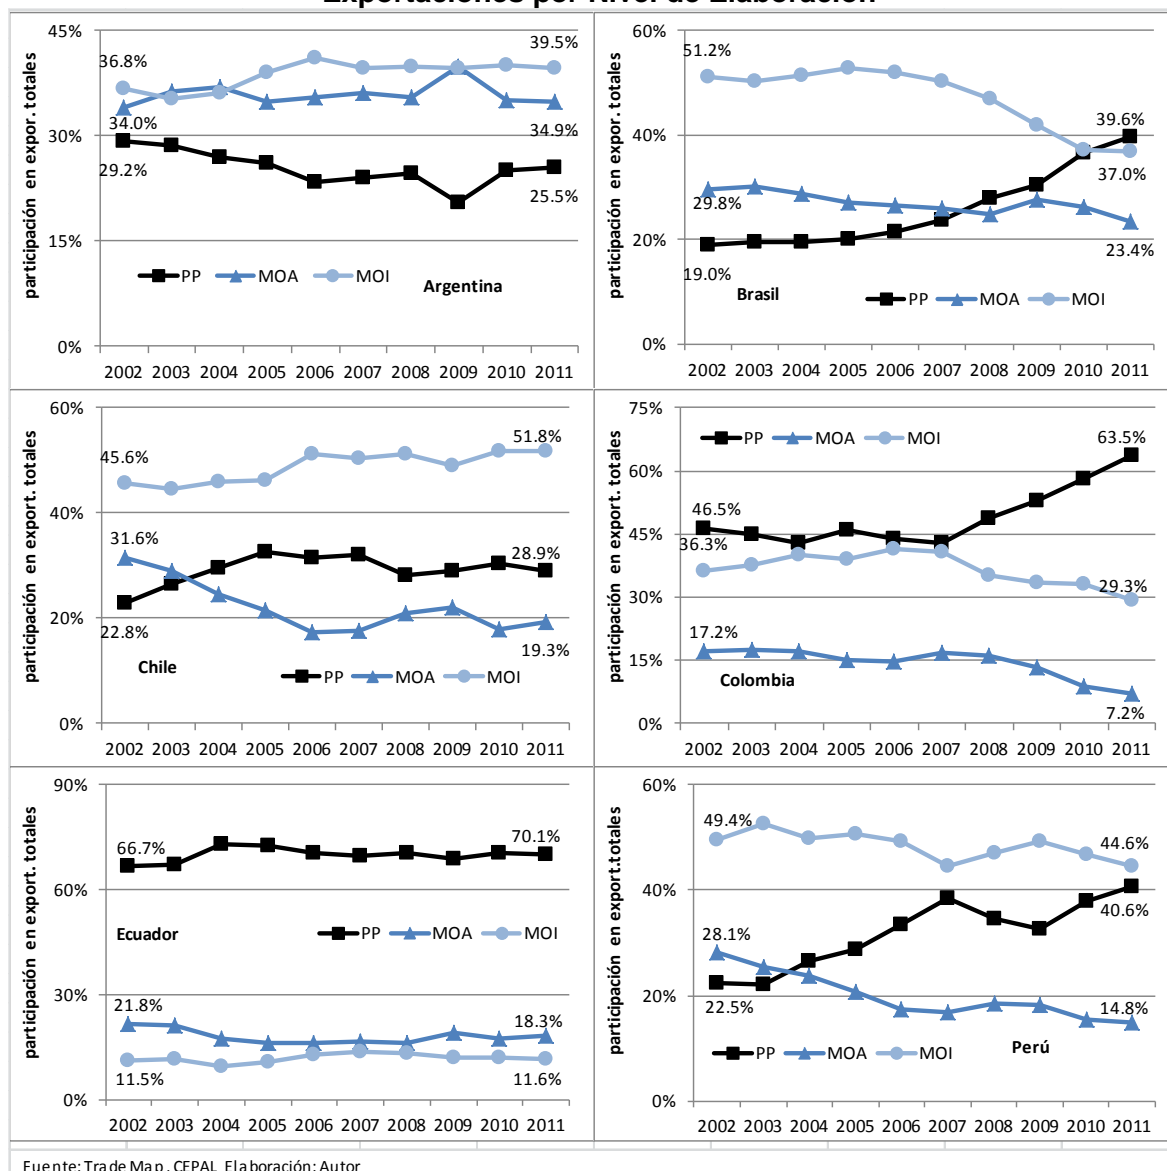 Exportaciones por Nivel de Elaboración
participación en expor. totales
45%
30%
15%
0%
36.8%
34.0%
29.2%
39.5%
34.9%
25.5%
PP MOA MOI
Argentina
2002 2003 2004 2005 2006 2007 2008 2009 2010 2011
participación en expor. totales
60%
40%
20%
0%
51.2%
29.8%
19.0%
39.6%
37.0%
23.4%
Brasil
PP MOA MOI
2002 2003 2004 2005 2006 2007 2008 2009 2010 2011
participación en export. totales
60%
40%
20%
0%
45.6%
31.6%
22.8%
51.8%
28.9%
19.3%
Chile
PP MOA MOI
2002 2003 2004 2005 2006 2007 2008 2009 2010 2011
participación en export. totales
75%
60%
45%
30%
15%
0%
PP MOA MOI
46.5%
36.3%
17.2%
63.5%
29.3%
7.2%
Colombia
2002 2003 2004 2005 2006 2007 2008 2009 2010 2011
participación en export. totales
90%
60%
30%
0%
66.7%
70.1%
Ecuador
PP MOA MOI
21.8%
18.3%
11.5%
11.6%
2002 2003 2004 2005 2006 2007 2008 2009 2010 2011
participación en export.totales
60%
40%
20%
0%
49.4%
28.1%
22.5%
44.6%
40.6%
14.8%
PP MOA MOI
Perú
2002 2003 2004 2005 2006 2007 2008 2009 2010 2011
Fuente: TradeMap, CEPAL Elaboración: Autor